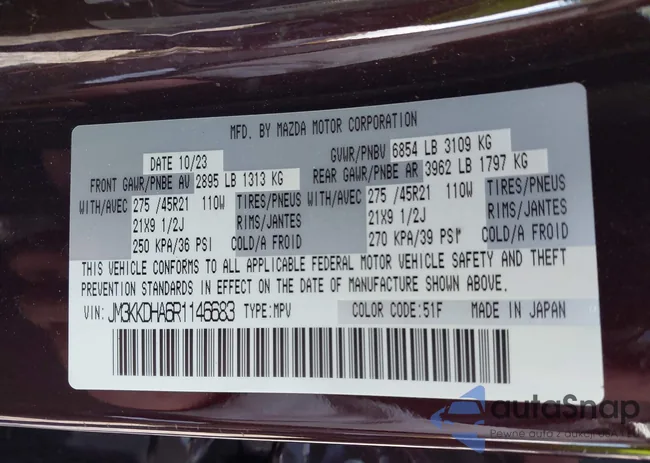 MFD. BY MAZDA MOTOR CORPORATION
DATE 10/23 GVWR/PNBV 6854 LB 3109 KG
FRONT GAWR/PNBE AV 2895 LB 1313 KG REAR GAWR/PNBE AR 3962 LB 1797 KG
WITH/AVEC 275 /45R21 110W TIRES/PNEUS WITH/AVEC 275 /45R21 110W TIRES/PNEUS
21X9 1/2J RIMS/JANTES 21X9 1/2J RIMS/JANTES
250 KPA/36 PSI COLD/A FROID 270 KPA/39 PSI COLD/A FROID
THIS VEHICLE CONFORMS TO ALL APPLICABLE FEDERAL MOTOR VEHICLE SAFETY AND THEFT
PREVENTION STANDARDS IN EFFECT ON THE DATE OF MANUFACTURE SHOWN ABOVE.
VIN: JM3KKDHA6R1146683 TYPE:MPV COLOR CODE:51F MADE IN JAPAN
autaSnap
Pewne auto z aukcji